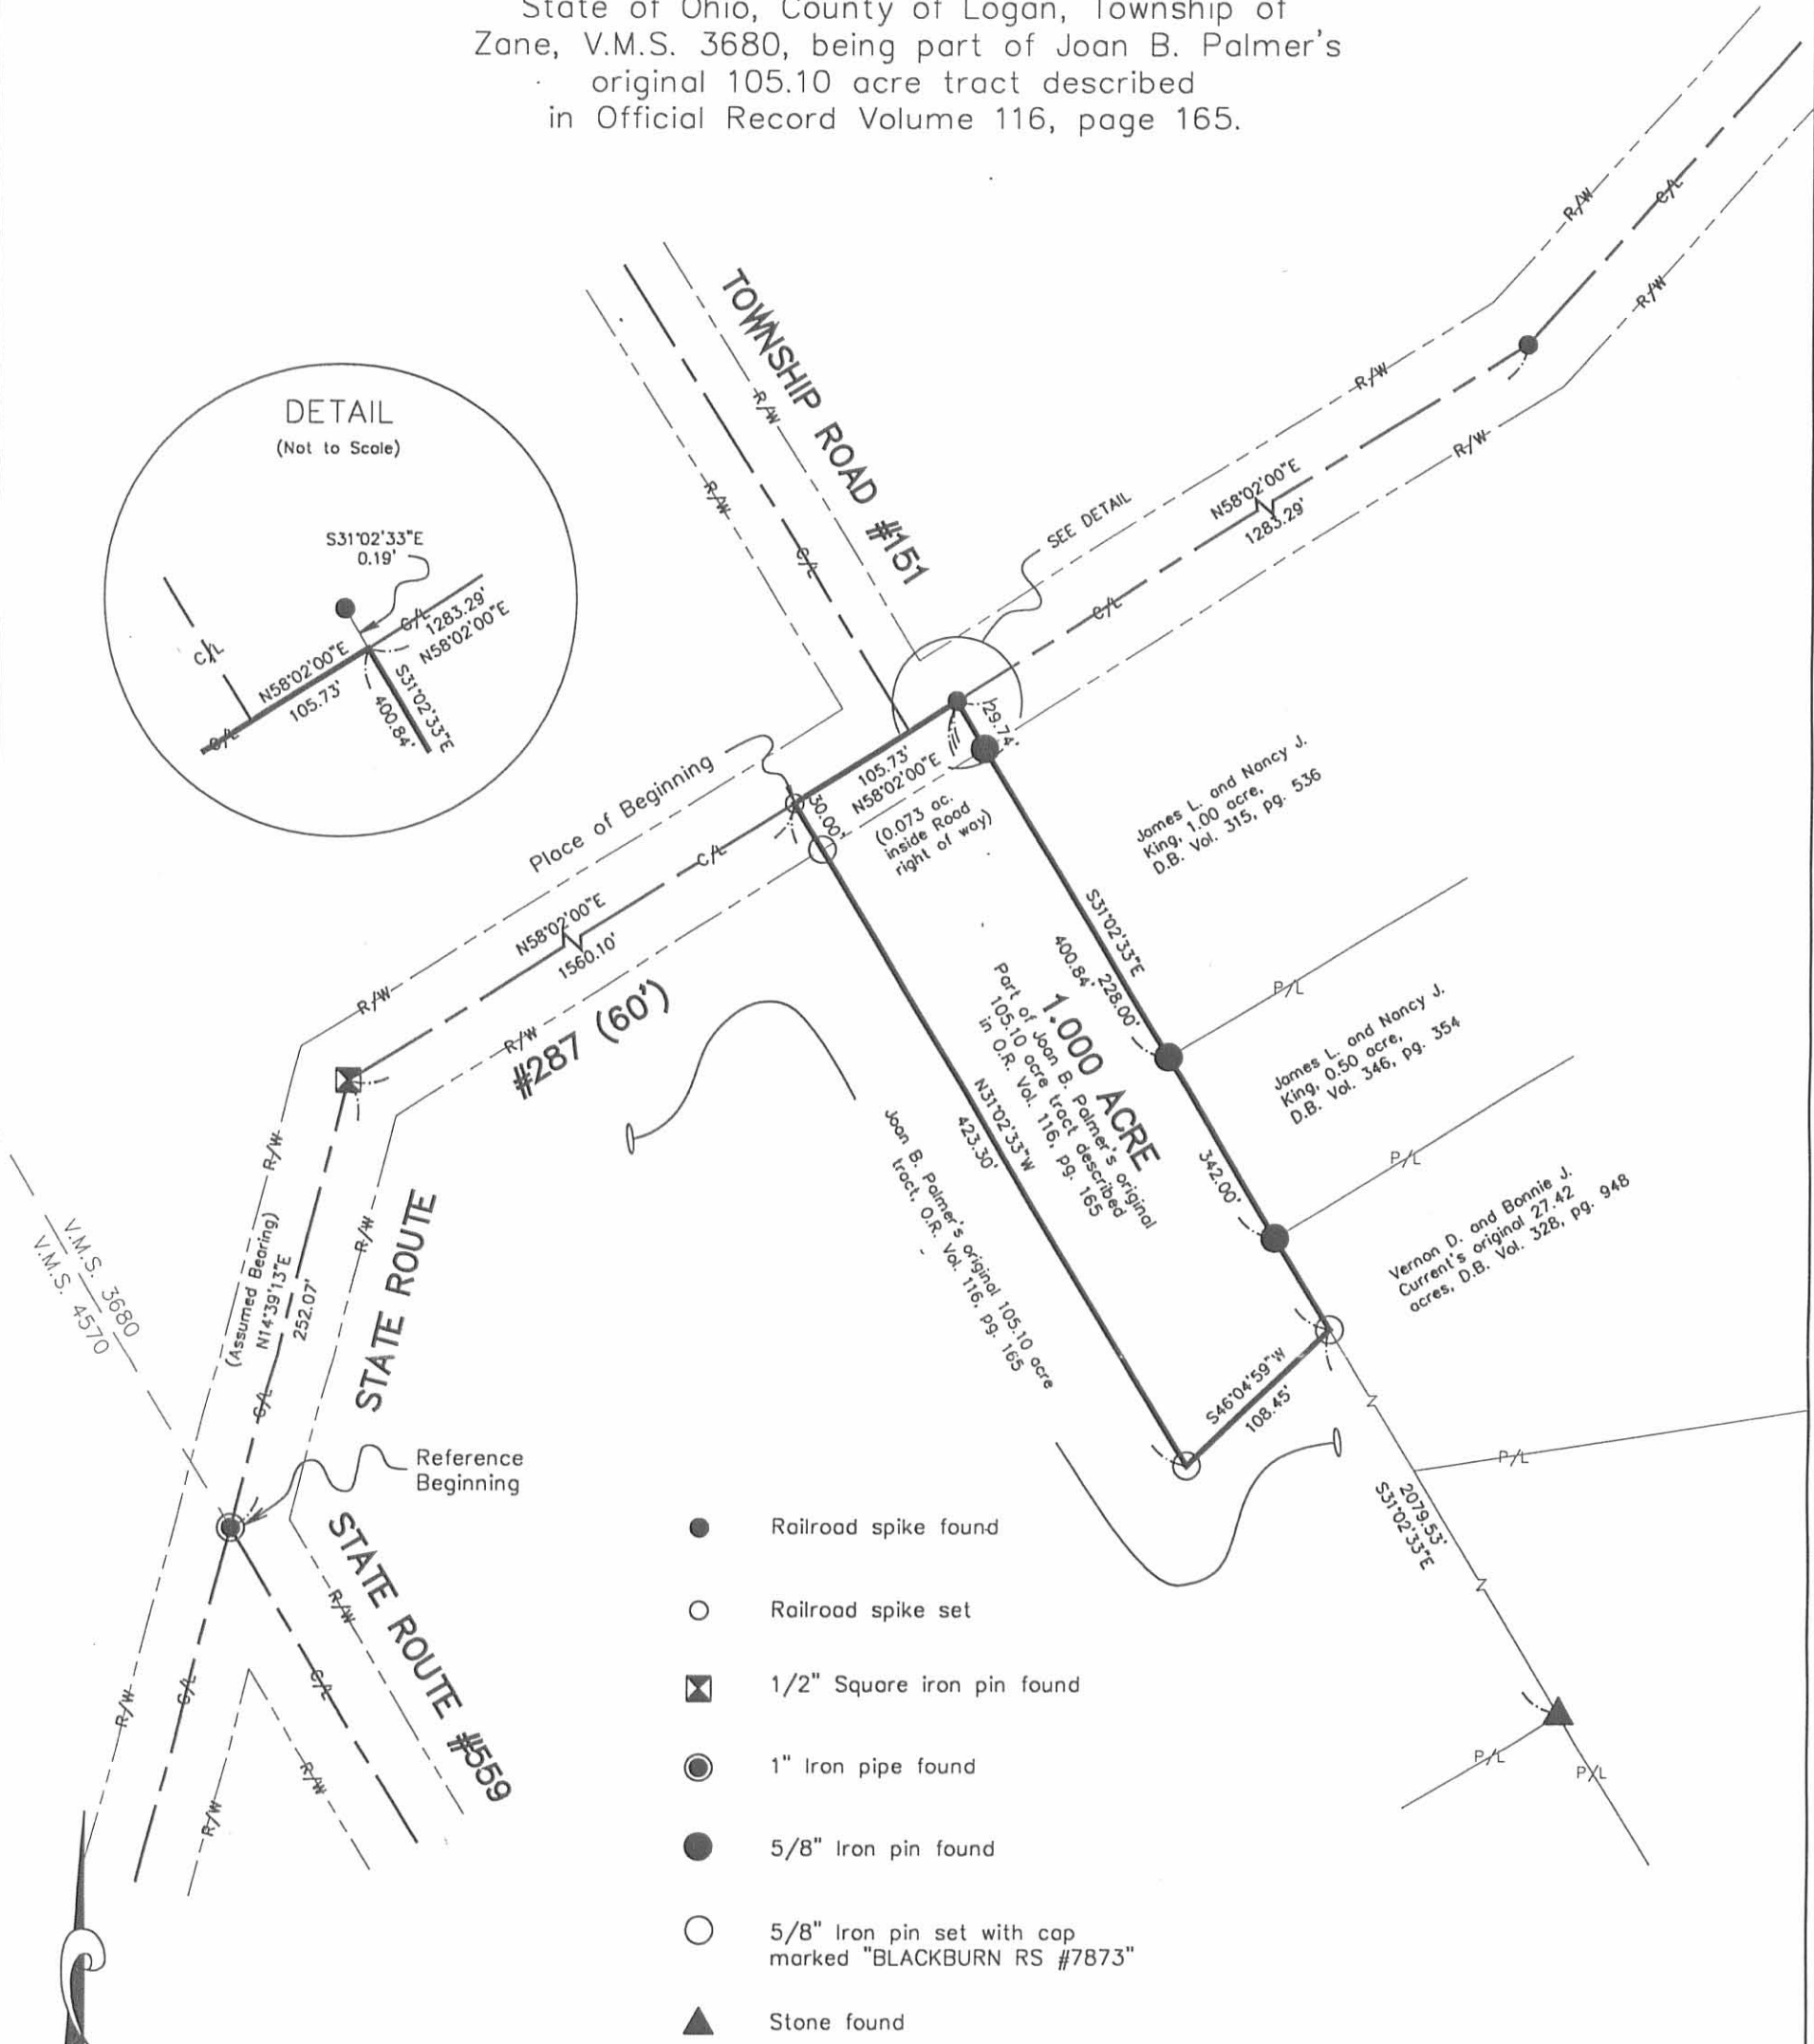 State of Ohio, County of Logan, Township of
Zane, V.M.S. 3680, being part of Joan B. Palmer's
original 105.10 acre tract described
in Official Record Volume 116, page 165.
R/W
C/L
R/W
TOWNSHIP ROAD #151
R/W
R/W
C/L
R/W
R/W
N58°02'00"E
1283.29'
C/L
SEE DETAIL
DETAIL
(Not to Scale)
S31°02'33"E
0.19'
C/L
C/L
1283.29'
N58°02'00"E
N58°02'00"E
105.73'
S31°02'33"E
400.84'
C/L
29.74'
105.73'
N58°02'00"E
30.00'
(0.073 ac.
inside Road
right of way)
Place of Beginning
C/L
N58°02'00"E
1560.10'
R/W
R/W
#287 (60')
James L. and Nancy J.
King, 1.00 acre,
D.B. Vol. 315, pg. 536
S31°02'33"E
400.84'
228.00'
P/L
1.000 ACRE
Part of Joan B. Palmer's original
105.10 acre tract described
in O.R. Vol. 116, pg. 165
James L. and Nancy J.
King, 0.50 acre,
D.B. Vol. 346, pg. 354
342.00'
P/L
N31°02'33"W
423.30'
Joan B. Palmer's original 105.10 acre
tract, O.R. Vol. 116, pg. 165
Vernon D. and Bonnie J.
Current's original 27.42
acres, D.B. Vol. 328, pg. 948
S46°04'59"W
108.45'
P/L
2079.53'
S31°02'33"E
P/L
P/L
R/W
R/W
V.M.S. 3680
V.M.S. 4570
(Assumed Bearing)
N14°39'13"E
252.07'
C/L
STATE ROUTE
Reference
Beginning
STATE ROUTE #559
R/W
C/L
R/W
C/L
R/W
R/W
Railroad spike found
Railroad spike set
1/2" Square iron pin found
1" Iron pipe found
5/8" Iron pin found
5/8" Iron pin set with cap
marked "BLACKBURN RS #7873"
Stone found